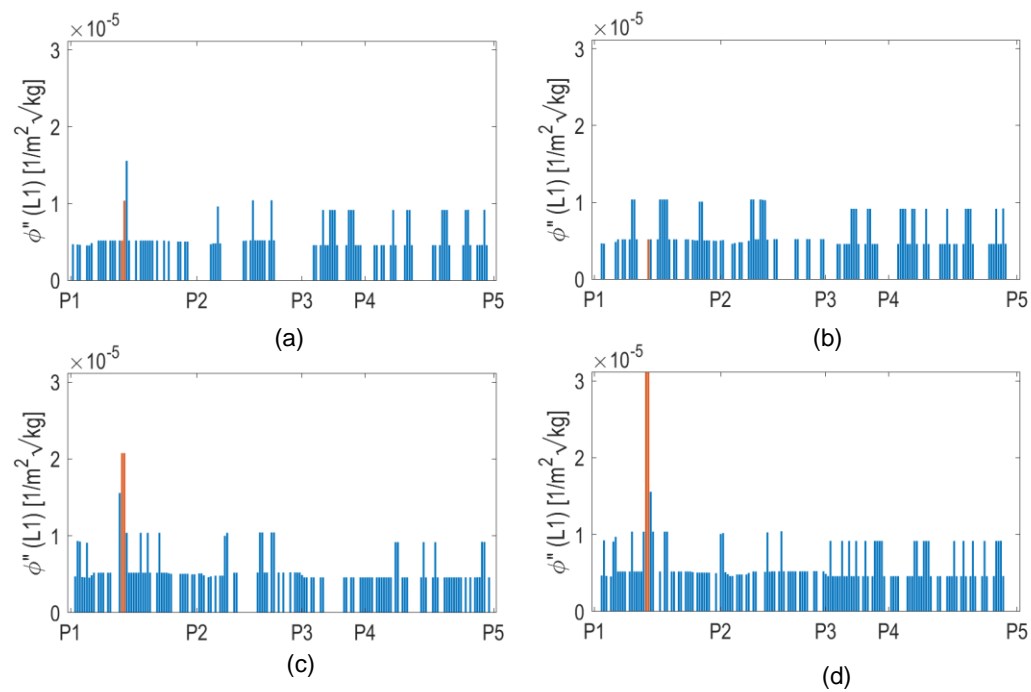 ×10⁻⁵
3
2
1
0
ϕ" (L1) [1/m²√kg]
P1 P2 P3 P4 P5
(a)
×10⁻⁵
3
2
1
0
ϕ" (L1) [1/m²√kg]
P1 P2 P3 P4 P5
(b)
×10⁻⁵
3
2
1
0
ϕ" (L1) [1/m²√kg]
P1 P2 P3 P4 P5
(c)
×10⁻⁵
3
2
1
0
ϕ" (L1) [1/m²√kg]
P1 P2 P3 P4 P5
(d)